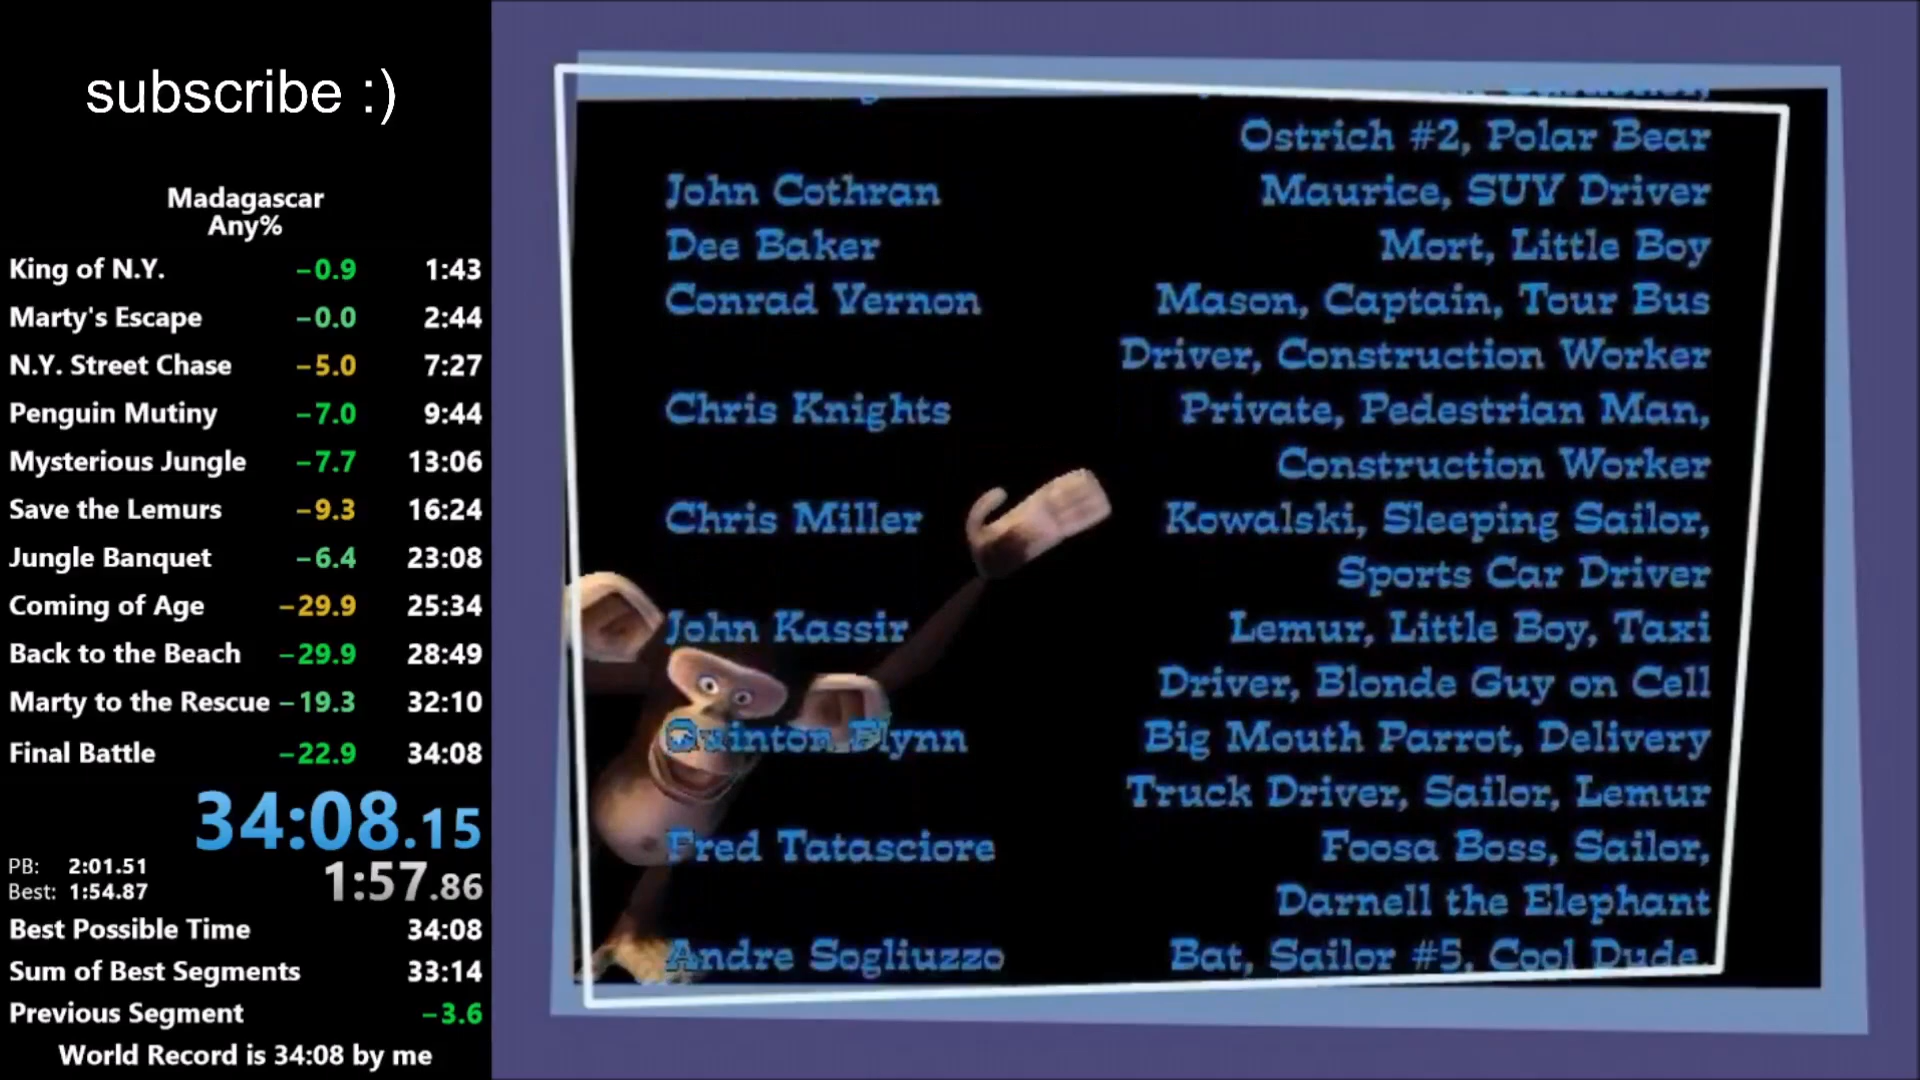 subscribe :)
Madagascar
Any%
King of N.Y. −0.9 1:43
Marty's Escape −0.0 2:44
N.Y. Street Chase −5.0 7:27
Penguin Mutiny −7.0 9:44
Mysterious Jungle −7.7 13:06
Save the Lemurs −9.3 16:24
Jungle Banquet −6.4 23:08
Coming of Age −29.9 25:34
Back to the Beach −29.9 28:49
Marty to the Rescue −19.3 32:10
Final Battle −22.9 34:08
34:08.15
PB: 2:01.51
Best: 1:54.87
1:57.86
Best Possible Time 34:08
Sum of Best Segments 33:14
Previous Segment −3.6
World Record is 34:08 by me
Ostrich #2, Polar Bear
John Cothran Maurice, SUV Driver
Dee Baker Mort, Little Boy
Conrad Vernon Mason, Captain, Tour Bus
Driver, Construction Worker
Chris Knights Private, Pedestrian Man,
Construction Worker
Chris Miller Kowalski, Sleeping Sailor,
Sports Car Driver
John Kassir Lemur, Little Boy, Taxi
Driver, Blonde Guy on Cell
Quinton Flynn Big Mouth Parrot, Delivery
Truck Driver, Sailor, Lemur
Fred Tatasciore Foosa Boss, Sailor,
Darnell the Elephant
Andre Sogliuzzo Bat, Sailor #5, Cool Dude,